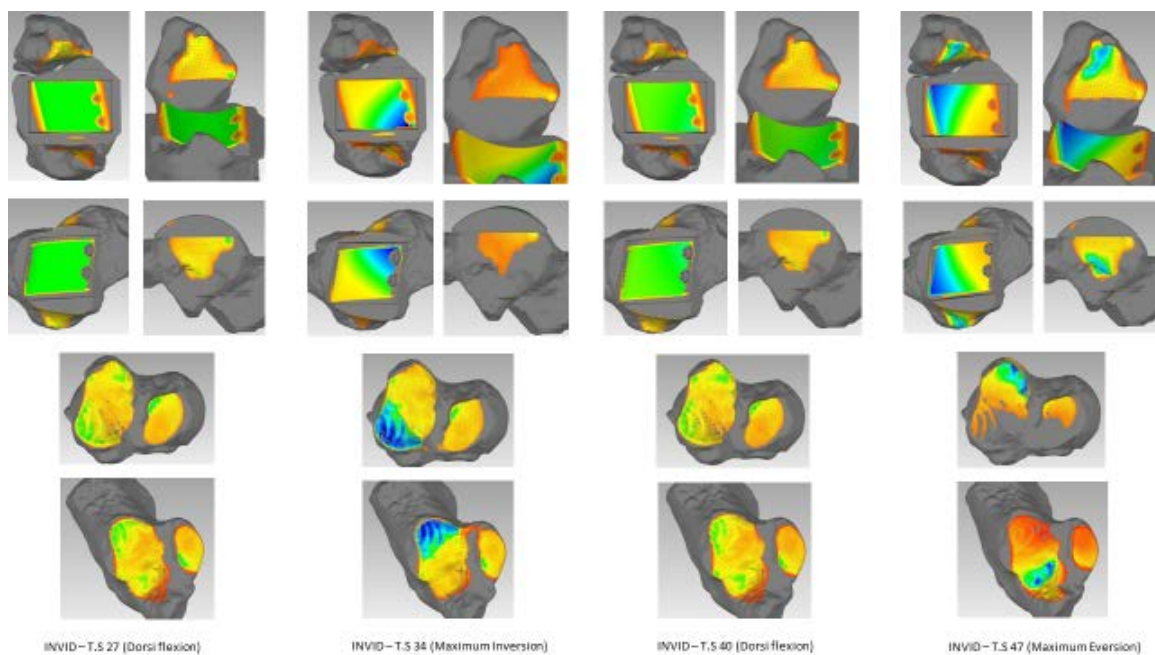 INVID–T.S 27 (Dorsi flexion)
INVID–T.S 34 (Maximum Inversion)
INVID–T.S 40 (Dorsi flexion)
INVID–T.S 47 (Maximum Eversion)